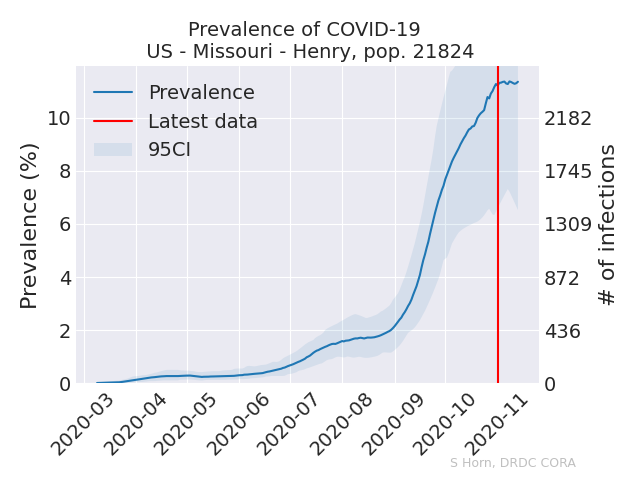 Prevalence of COVID-19
US - Missouri - Henry, pop. 21824
Prevalence
Latest data
95CI
Prevalence (%)
10
8
6
4
2
0
2182
1745
1309
872
436
0
# of infections
2020-03
2020-04
2020-05
2020-06
2020-07
2020-08
2020-09
2020-10
2020-11
S Horn, DRDC CORA